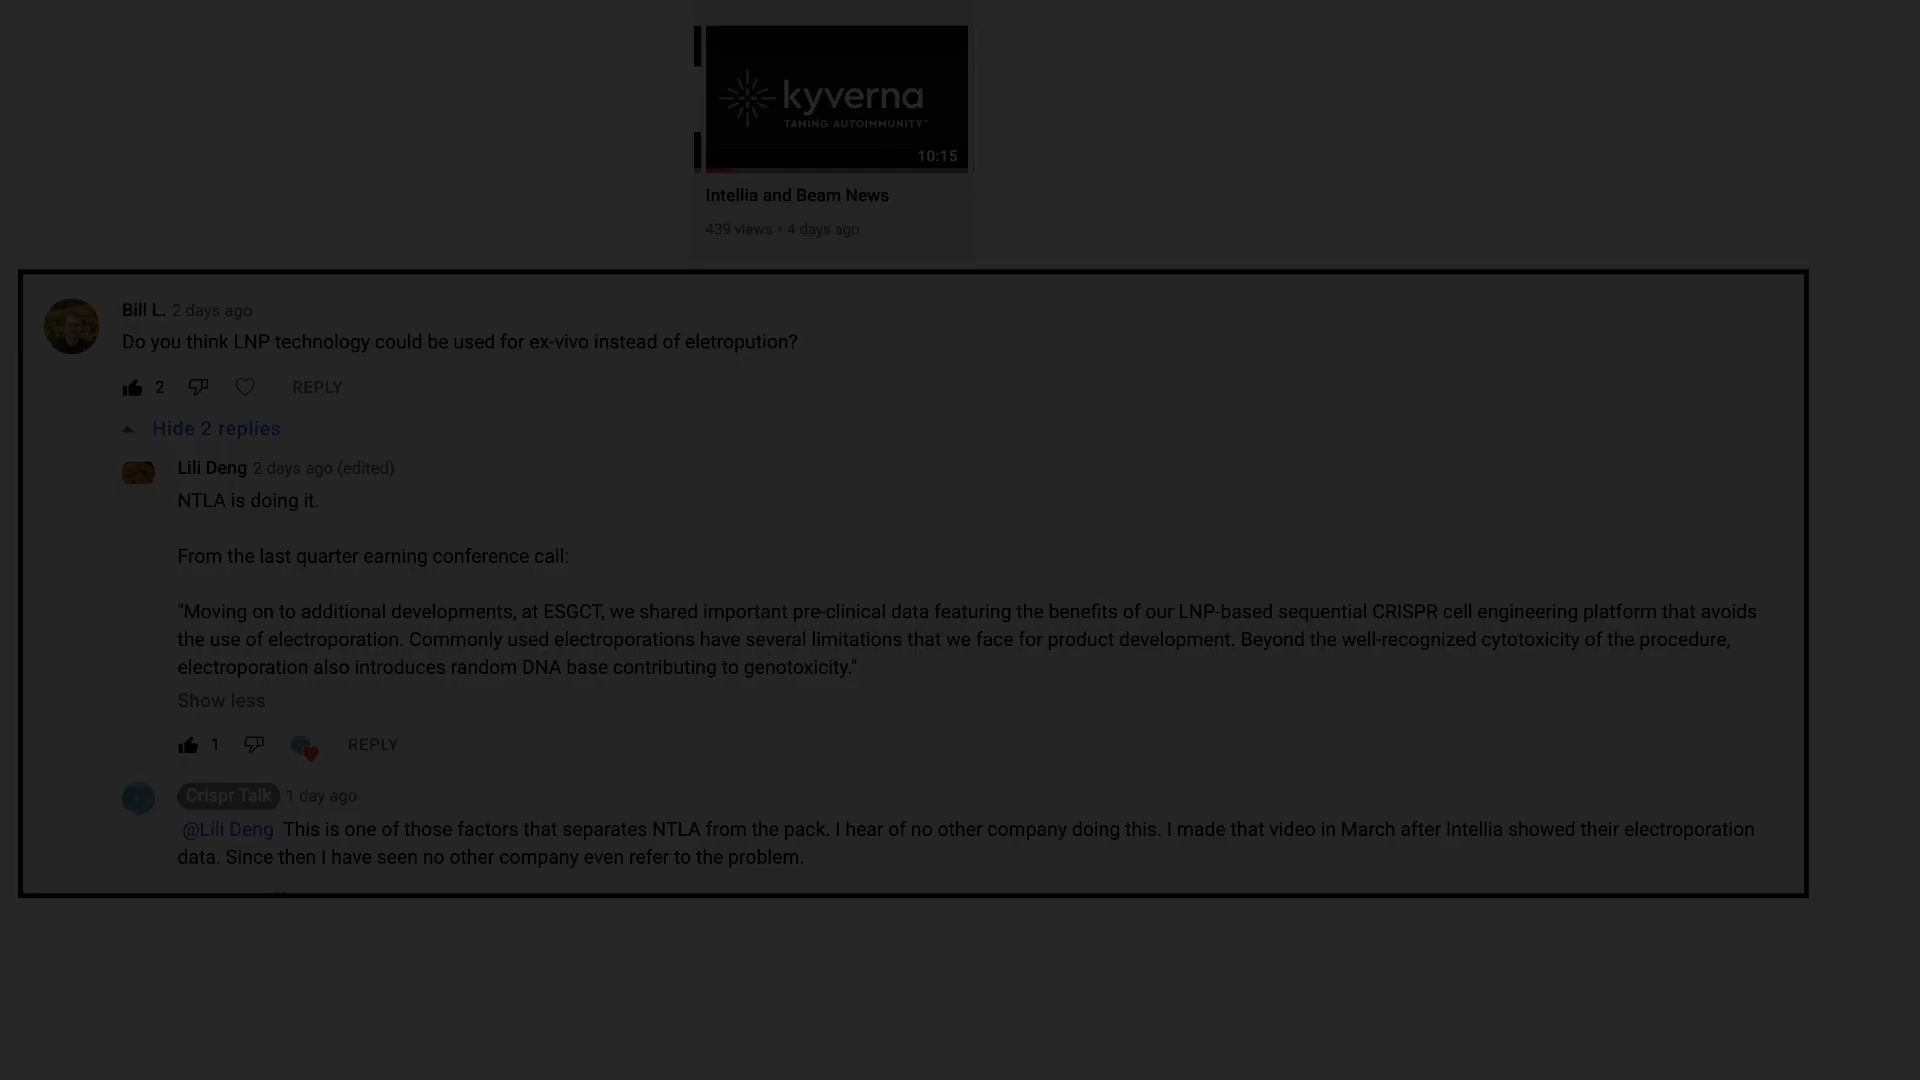 kyverna
TAMING AUTOIMMUNITY™
10:15
Intellia and Beam News
439 views • 4 days ago
Bill L. 2 days ago
Do you think LNP technology could be used for ex-vivo instead of eletropution?
2 REPLY
Hide 2 replies
Lili Deng 2 days ago (edited)
NTLA is doing it.
From the last quarter earning conference call:
"Moving on to additional developments, at ESGCT, we shared important pre-clinical data featuring the benefits of our LNP-based sequential CRISPR cell engineering platform that avoids
the use of electroporation. Commonly used electroporations have several limitations that we face for product development. Beyond the well-recognized cytotoxicity of the procedure,
electroporation also introduces random DNA base contributing to genotoxicity."
Show less
1 REPLY
Crispr Talk 1 day ago
@Lili Deng This is one of those factors that separates NTLA from the pack. I hear of no other company doing this. I made that video in March after Intellia showed their electroporation
data. Since then I have seen no other company even refer to the problem.